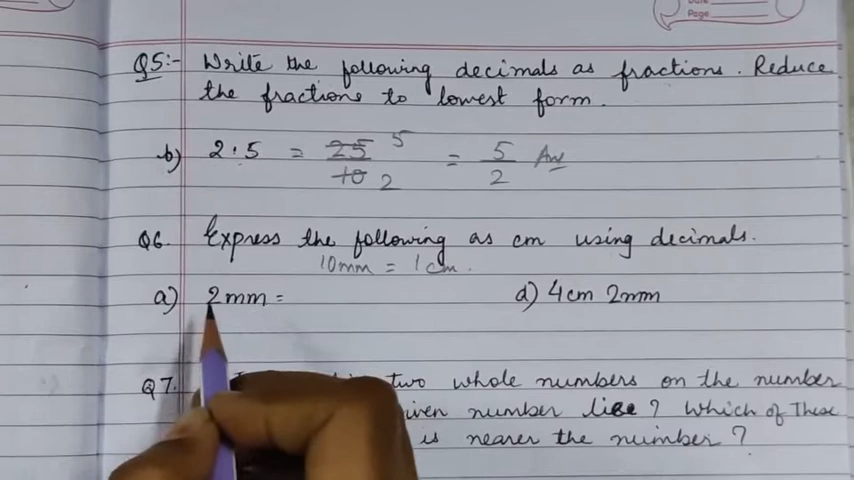 Page
Q5:- Write the following decimals as fractions. Reduce
the fractions to lowest form.
b) 2.5 = 25/10 5 2 = 5/2 Ans
Q6. Express the following as cm using decimals.
10mm = 1cm.
a) 2mm = d) 4cm 2mm
Q7. two whole numbers on the number
given number lise? Which of These
is nearer the number?